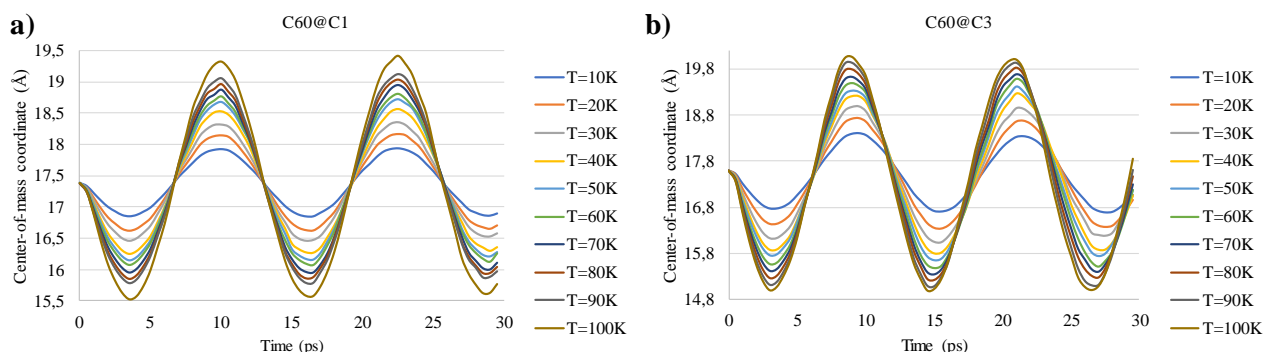 a)
C60@C1
Center-of-mass coordinate (Å)
19,5
19
18,5
18
17,5
17
16,5
16
15,5
0 5 10 15 20 25 30
Time (ps)
T=10K
T=20K
T=30K
T=40K
T=50K
T=60K
T=70K
T=80K
T=90K
T=100K
b)
C60@C3
Center-of-mass coordinate (Å)
19,8
18,8
17,8
16,8
15,8
14,8
0 5 10 15 20 25 30
Time (ps)
T=10K
T=20K
T=30K
T=40K
T=50K
T=60K
T=70K
T=80K
T=90K
T=100K